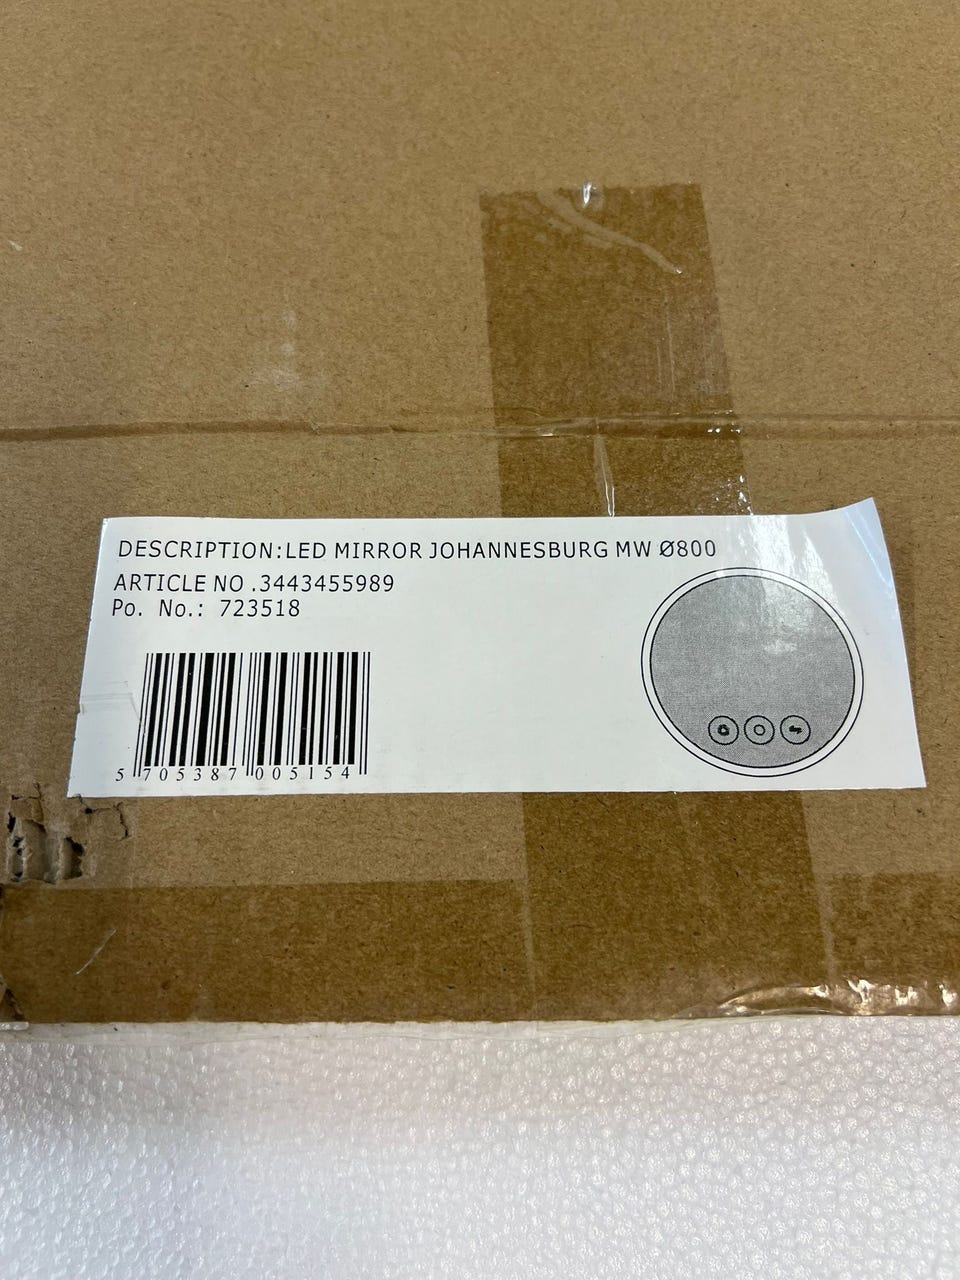 DESCRIPTION:LED MIRROR JOHANNESBURG MW Ø800
ARTICLE NO .3443455989
Po. No.: 723518
5 705387 005154